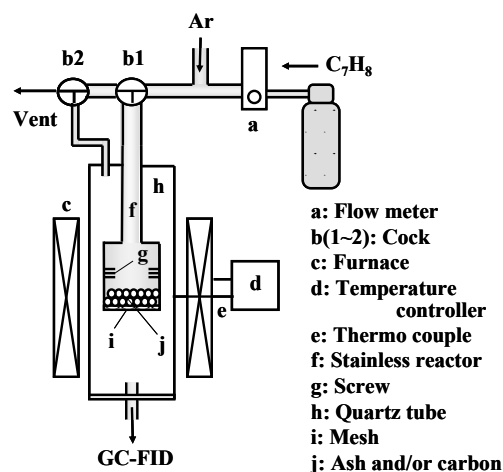 Ar
b2
b1
C₇H₈
Vent
a
h
c
f
g
d
e
i
j
GC-FID
a: Flow meter
b(1~2): Cock
c: Furnace
d: Temperature
controller
e: Thermo couple
f: Stainless reactor
g: Screw
h: Quartz tube
i: Mesh
j: Ash and/or carbon